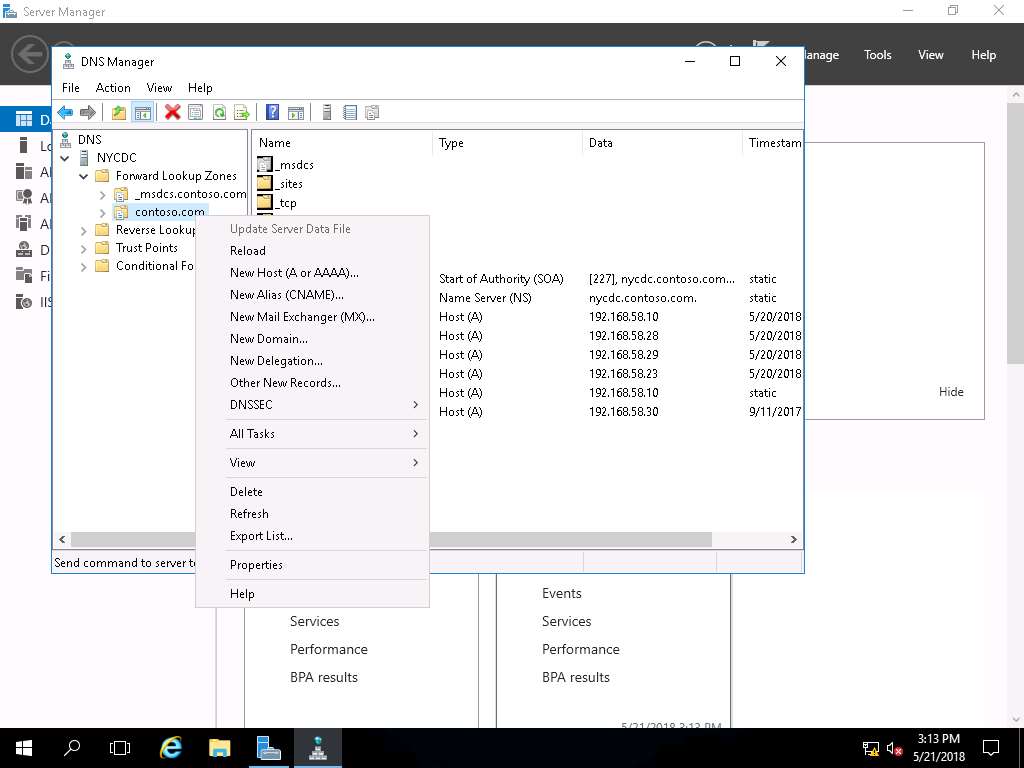 Server Manager
DNS Manager
Manage
Tools
View
Help
File
Action
View
Help
DNS
NYCDC
Forward Lookup Zones
_msdcs.contoso.com
contoso.com
Reverse Lookup
Trust Points
Conditional Fo
Name
Type
Data
Timestam
_msdcs
_sites
_tcp
Start of Authority (SOA)
[227], nycdc.contoso.com...
static
Name Server (NS)
nycdc.contoso.com.
static
Host (A)
192.168.58.10
5/20/2018
Host (A)
192.168.58.28
5/20/2018
Host (A)
192.168.58.29
5/20/2018
Host (A)
192.168.58.23
5/20/2018
Host (A)
192.168.58.10
static
Host (A)
192.168.58.30
9/11/2017
Update Server Data File
Reload
New Host (A or AAAA)...
New Alias (CNAME)...
New Mail Exchanger (MX)...
New Domain...
New Delegation...
Other New Records...
DNSSEC
All Tasks
View
Delete
Refresh
Export List...
Properties
Help
Send command to server to
Hide
Services
Performance
BPA results
Events
Services
Performance
BPA results
5/21/2018 3:13 PM
3:13 PM
5/21/2018